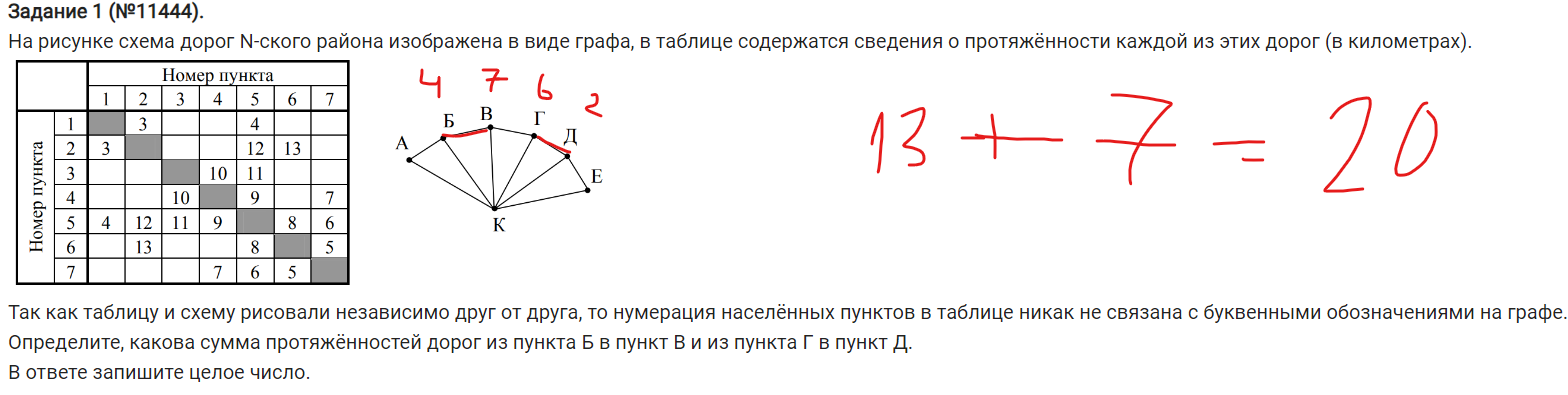 Задание 1 (№11444).
На рисунке схема дорог N-ского района изображена в виде графа, в таблице содержатся сведения о протяжённости каждой из этих дорог (в километрах).
Номер пункта
1 2 3 4 5 6 7
Номер пункта
1 3 4
2 3 12 13
3 10 11
4 10 9 7
5 4 12 11 9 8 6
6 13 8 5
7 7 6 5
4 7 6 2
А Б В Г Д Е К
13 + 7 = 20
Так как таблицу и схему рисовали независимо друг от друга, то нумерация населённых пунктов в таблице никак не связана с буквенными обозначениями на графе.
Определите, какова сумма протяжённостей дорог из пункта Б в пункт В и из пункта Г в пункт Д.
В ответе запишите целое число.